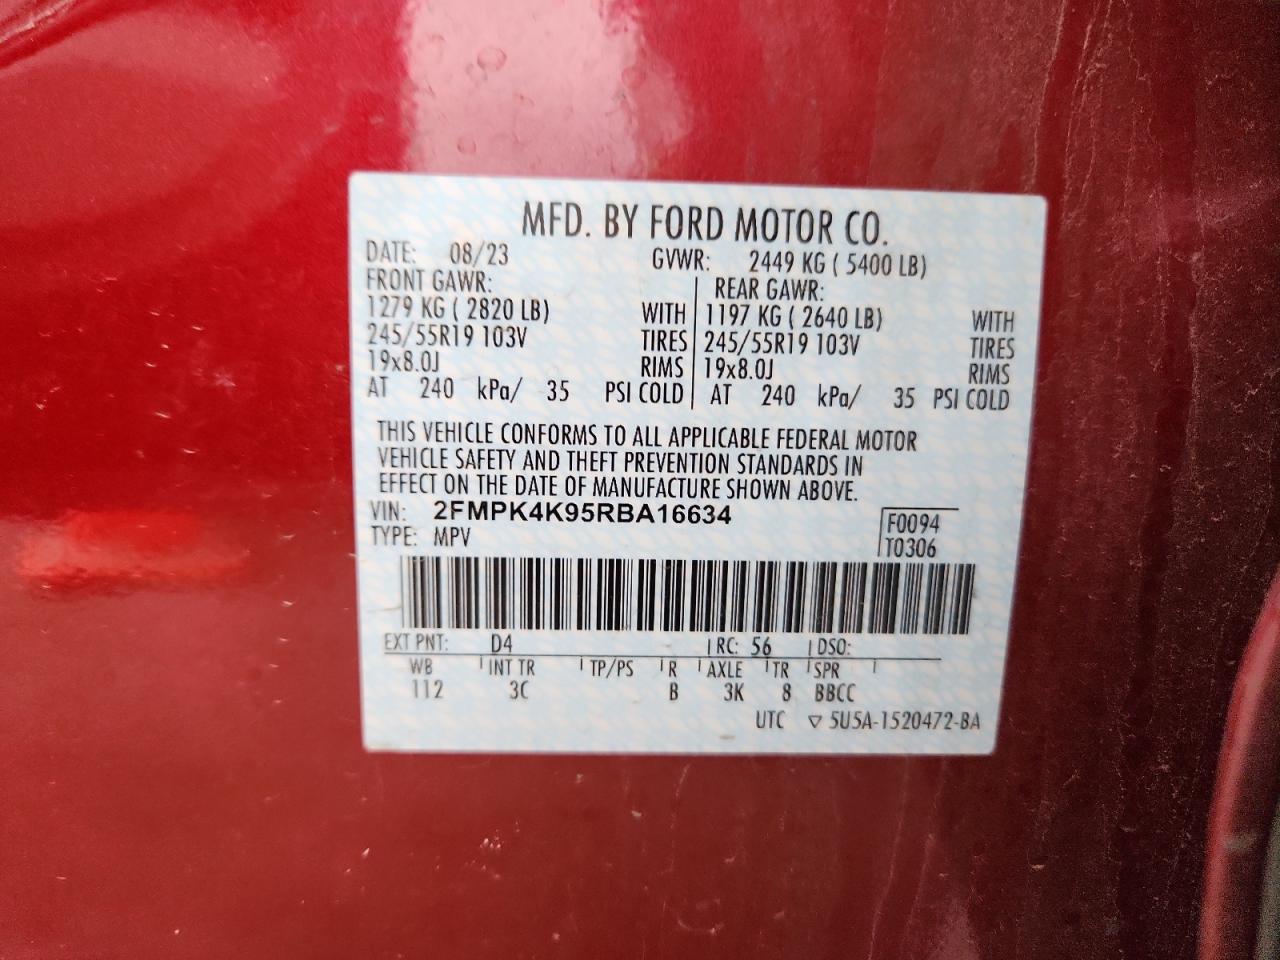 MFD. BY FORD MOTOR CO.
DATE: 08/23 GVWR: 2449 KG ( 5400 LB)
FRONT GAWR: REAR GAWR:
1279 KG ( 2820 LB) WITH 1197 KG ( 2640 LB) WITH
245/55R19 103V TIRES 245/55R19 103V TIRES
19x8.0J RIMS 19x8.0J RIMS
AT 240 kPa/ 35 PSI COLD AT 240 kPa/ 35 PSI COLD
THIS VEHICLE CONFORMS TO ALL APPLICABLE FEDERAL MOTOR
VEHICLE SAFETY AND THEFT PREVENTION STANDARDS IN
EFFECT ON THE DATE OF MANUFACTURE SHOWN ABOVE.
VIN: 2FMPK4K95RBA16634 F0094
TYPE: MPV T0306
EXT PNT: D4 RC: 56 DSO:
WB INT TR TP/PS R AXLE TR SPR
112 3C B 3K 8 BBCC
UTC ▽ 5U5A-1520472-BA